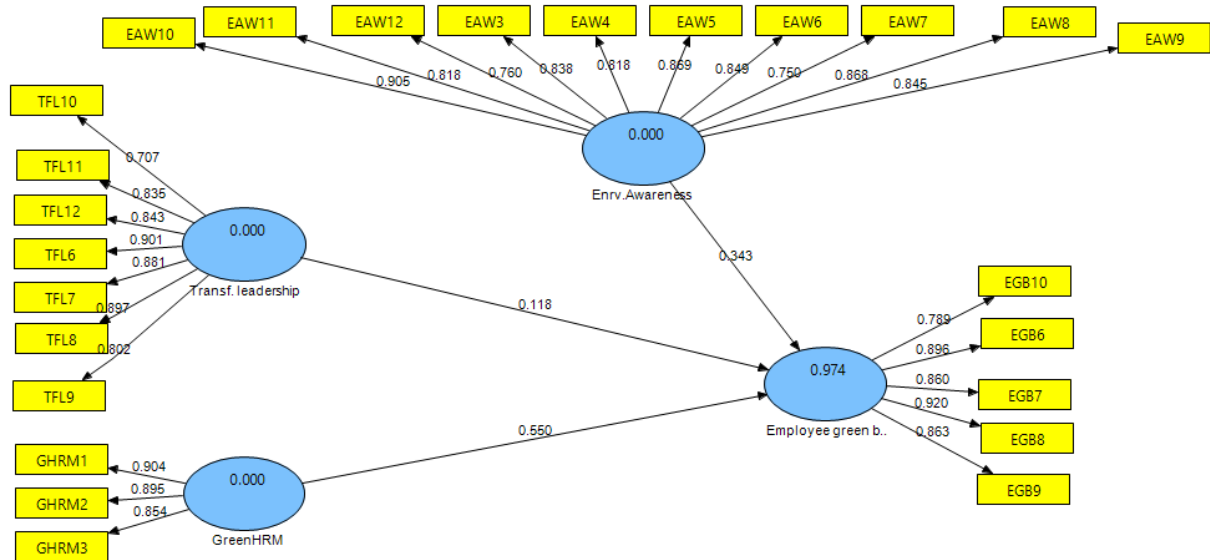 EAW10
EAW11
EAW12
EAW3
EAW4
EAW5
EAW6
EAW7
EAW8
EAW9
0.905
0.818
0.760
0.838
0.818
0.869
0.849
0.750
0.868
0.845
0.000
Enrv.Awareness
TFL10
TFL11
TFL12
TFL6
TFL7
TFL8
TFL9
0.707
0.835
0.843
0.901
0.881
0.897
0.802
0.000
Transf. leadership
0.343
0.118
0.550
GHRM1
GHRM2
GHRM3
0.904
0.895
0.854
0.000
GreenHRM
0.974
Employee green b..
0.789
0.896
0.860
0.920
0.863
EGB10
EGB6
EGB7
EGB8
EGB9